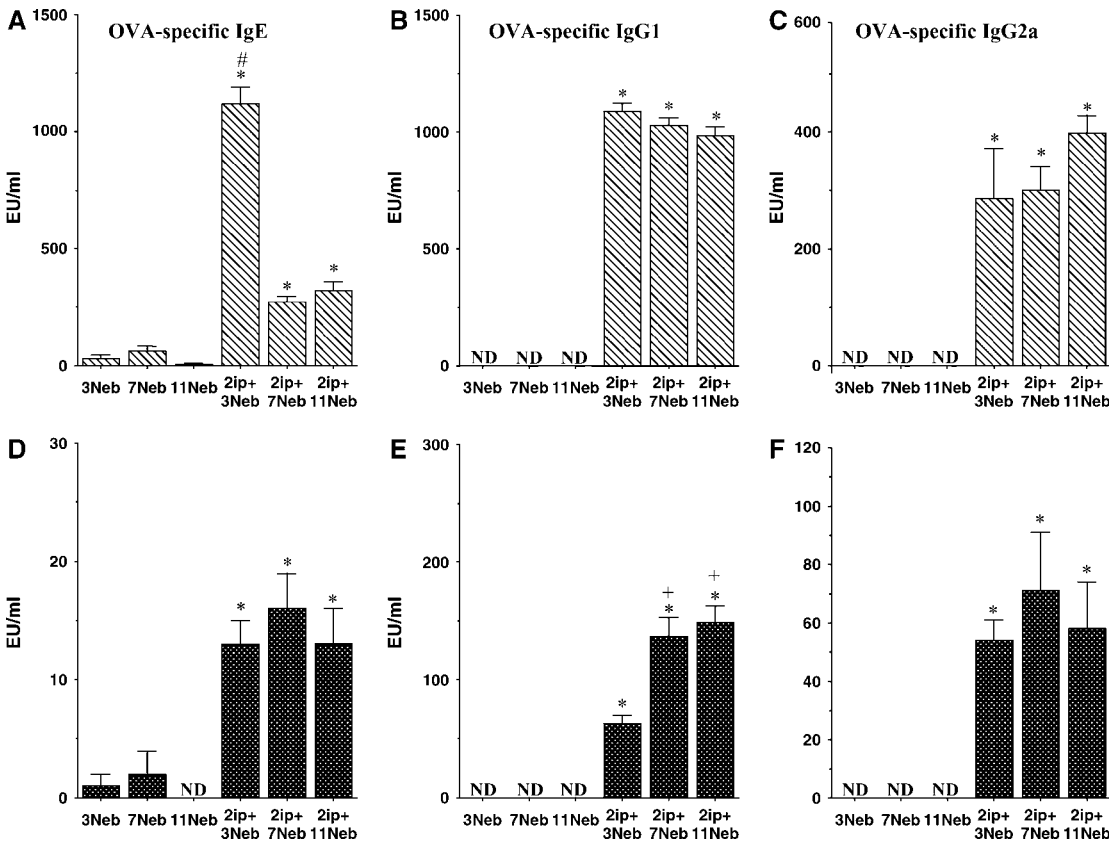 A
OVA-specific IgE
1500
1000
500
0
EU/ml
#
*
*
*
3Neb 7Neb 11Neb 2ip+ 2ip+ 2ip+
3Neb 7Neb 11Neb
B
OVA-specific IgG1
1500
1000
500
0
EU/ml
*
*
*
ND ND ND
3Neb 7Neb 11Neb 2ip+ 2ip+ 2ip+
3Neb 7Neb 11Neb
C
OVA-specific IgG2a
600
400
200
0
EU/ml
*
*
*
ND ND ND
3Neb 7Neb 11Neb 2ip+ 2ip+ 2ip+
3Neb 7Neb 11Neb
D
30
20
10
0
EU/ml
*
*
*
ND
3Neb 7Neb 11Neb 2ip+ 2ip+ 2ip+
3Neb 7Neb 11Neb
E
300
200
100
0
EU/ml
*
+
*
+
*
ND ND ND
3Neb 7Neb 11Neb 2ip+ 2ip+ 2ip+
3Neb 7Neb 11Neb
F
120
100
80
60
40
20
0
EU/ml
*
*
*
ND ND ND
3Neb 7Neb 11Neb 2ip+ 2ip+ 2ip+
3Neb 7Neb 11Neb